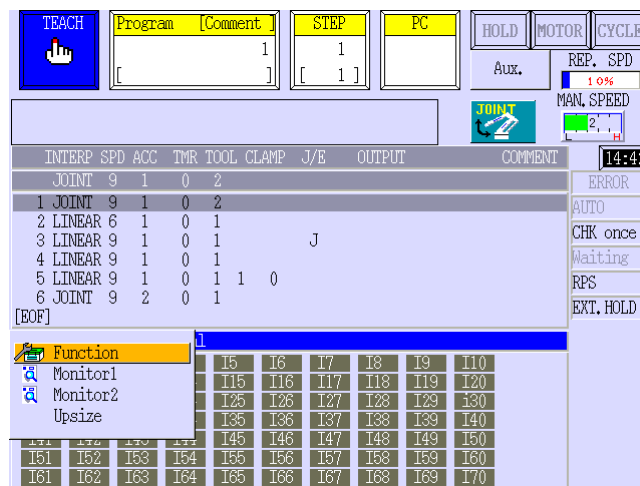 TEACH Program [Comment ] STEP PC HOLD MOTOR CYCLE
1 1 Aux. REP. SPD
[ ] [ 1 ] 10%
JOINT MAN.SPEED
2
L H
INTERP SPD ACC TMR TOOL CLAMP J/E OUTPUT COMMENT 14:4
JOINT 9 1 0 2 ERROR
1 JOINT 9 1 0 2 AUTO
2 LINEAR 6 1 0 1
3 LINEAR 9 1 0 1 J CHK once
4 LINEAR 9 1 0 1 Waiting
5 LINEAR 9 1 0 1 1 0 RPS
6 JOINT 9 2 0 1 EXT.HOLD
[EOF]
Function I5 I6 I7 I8 I9 I10
Monitor1 I15 I16 I17 I18 I19 I20
Monitor2 I25 I26 I27 I28 I29 i30
Upsize I35 I36 I37 I38 I39 I40
I45 I46 I47 I48 I49 I50
I51 I52 I53 I54 I55 I56 I57 I58 I59 I60
I61 I62 I63 I64 I65 I66 I67 I68 I69 I70